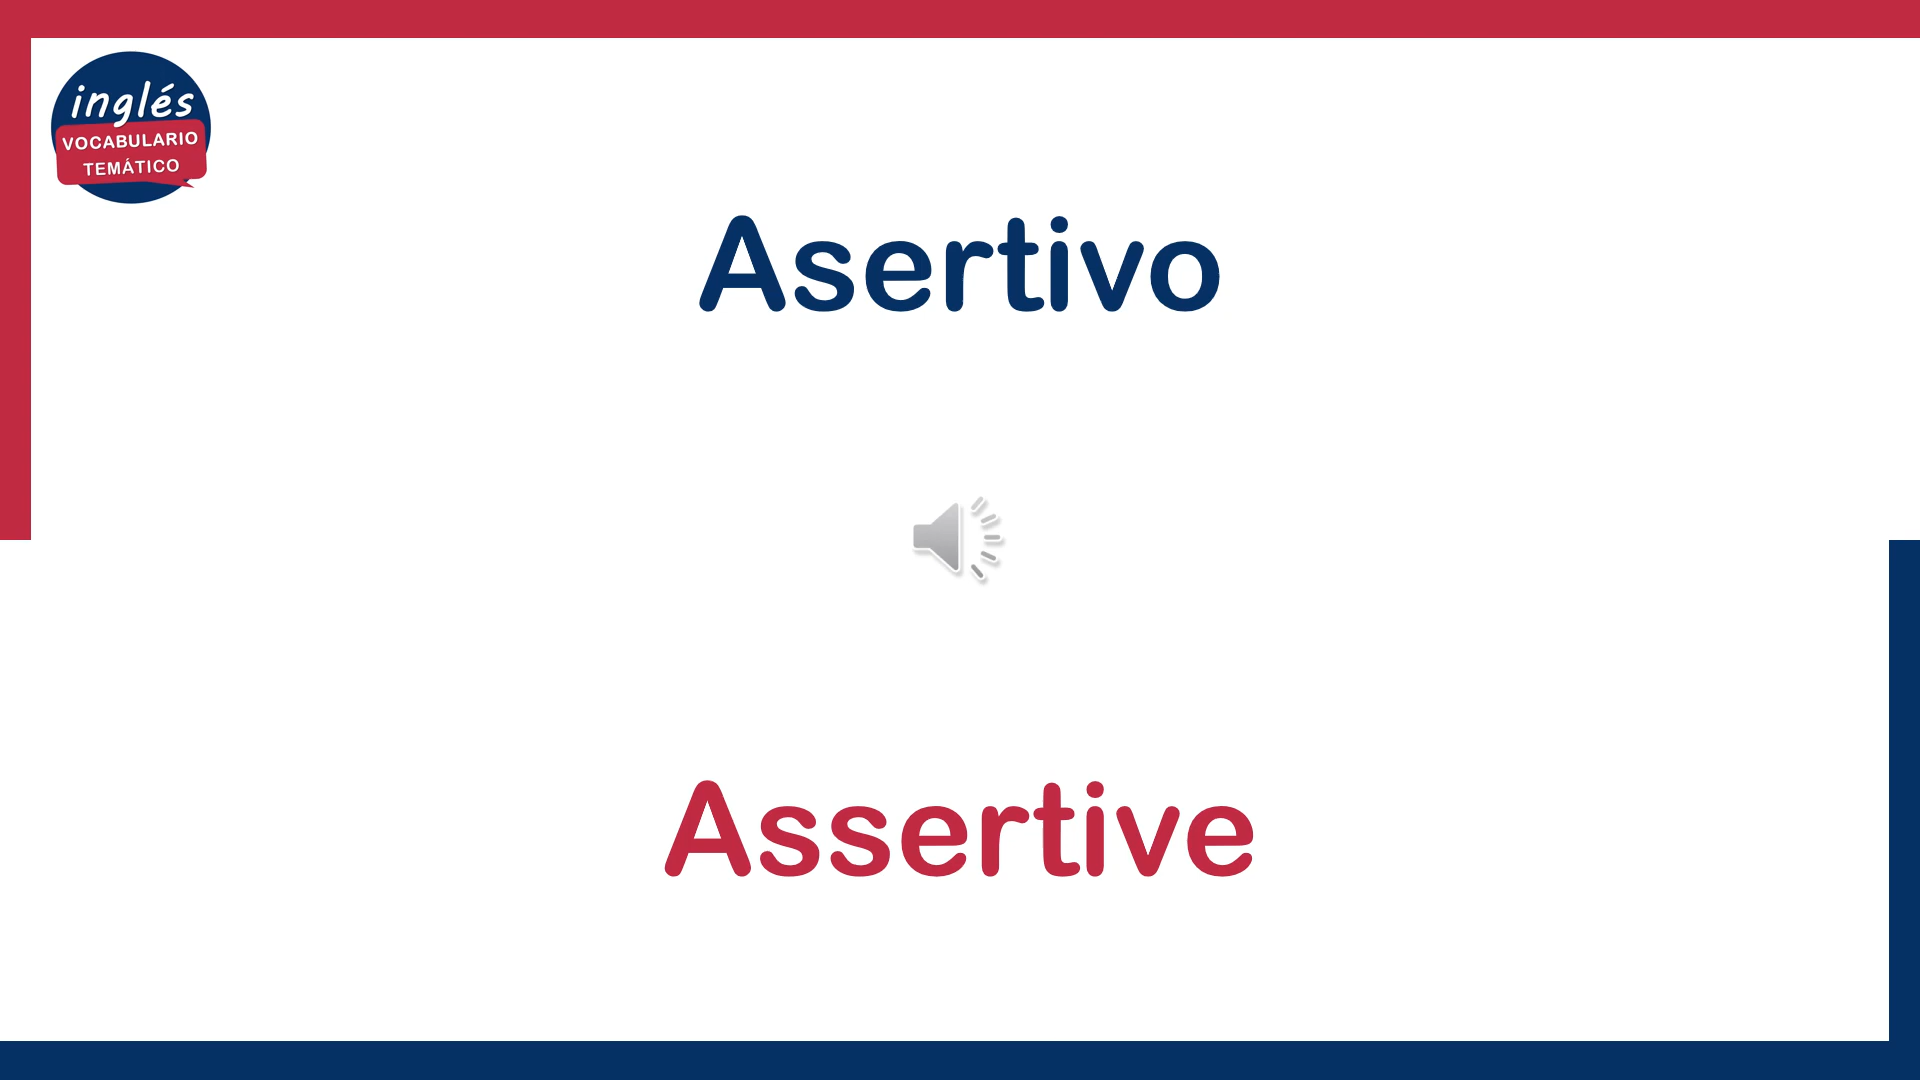 inglés
VOCABULARIO
TEMÁTICO
Asertivo
Assertive